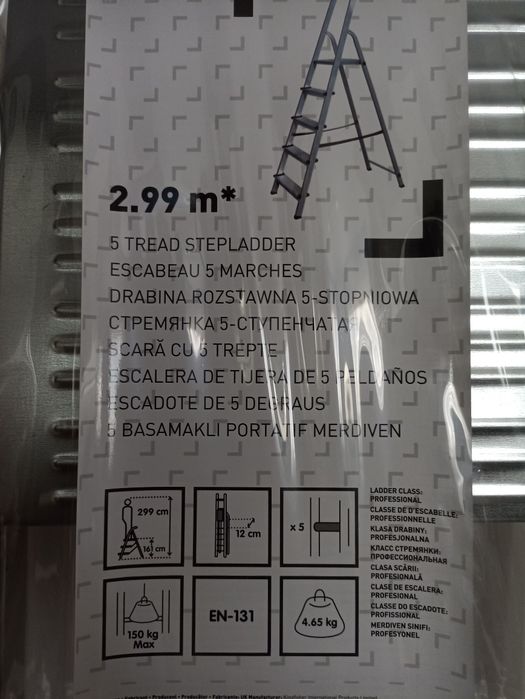 2.99 m*
5 TREAD STEPLADDER
ESCABEAU 5 MARCHES
DRABINA ROZSTAWNA 5-STOPNIOWA
СТРЕМЯНКА 5-СТУПЕНЧАТАЯ
SCARĂ CU 5 TREPTE
ESCALERA DE TIJERA DE 5 PELDAÑOS
ESCADOTE DE 5 DEGRAUS
5 BASAMAKLI PORTATIF MERDIVEN
299 cm
12 cm
x 5
150 kg
Max
EN-131
4.65 kg
LADDER CLASS:
PROFESSIONAL
CLASSE DE D'ESCABELLE:
PROFESSIONNELLE
KLASA DRABINY:
PROFESJONALNA
КЛАСС СТРЕМЯНКИ:
ПРОФЕССИОНАЛЬНАЯ
CLASA SCĂRII:
PROFESIONALĂ
CLASE DE ESCALERA:
PROFESIONAL
CLASSE DO ESCADOTE:
PROFISSIONAL
MERDIVEN SINIFI:
PROFESYONEL